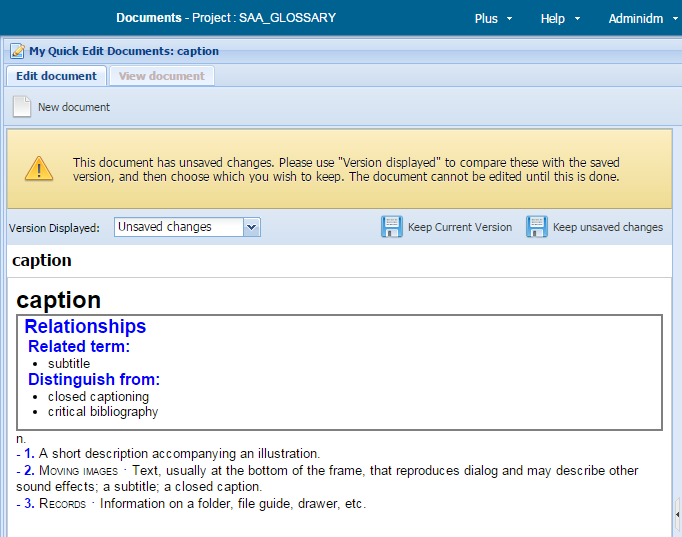 Documents - Project : SAA_GLOSSARY
Plus
Help
Adminidm
My Quick Edit Documents: caption
Edit document
View document
New document
This document has unsaved changes. Please use "Version displayed" to compare these with the saved
version, and then choose which you wish to keep. The document cannot be edited until this is done.
Version Displayed:
Unsaved changes
Keep Current Version
Keep unsaved changes
caption
caption
Relationships
Related term:
• subtitle
Distinguish from:
• closed captioning
• critical bibliography
n.
- 1. A short description accompanying an illustration.
- 2. MOVING IMAGES · Text, usually at the bottom of the frame, that reproduces dialog and may describe other
sound effects; a subtitle; a closed caption.
- 3. RECORDS · Information on a folder, file guide, drawer, etc.